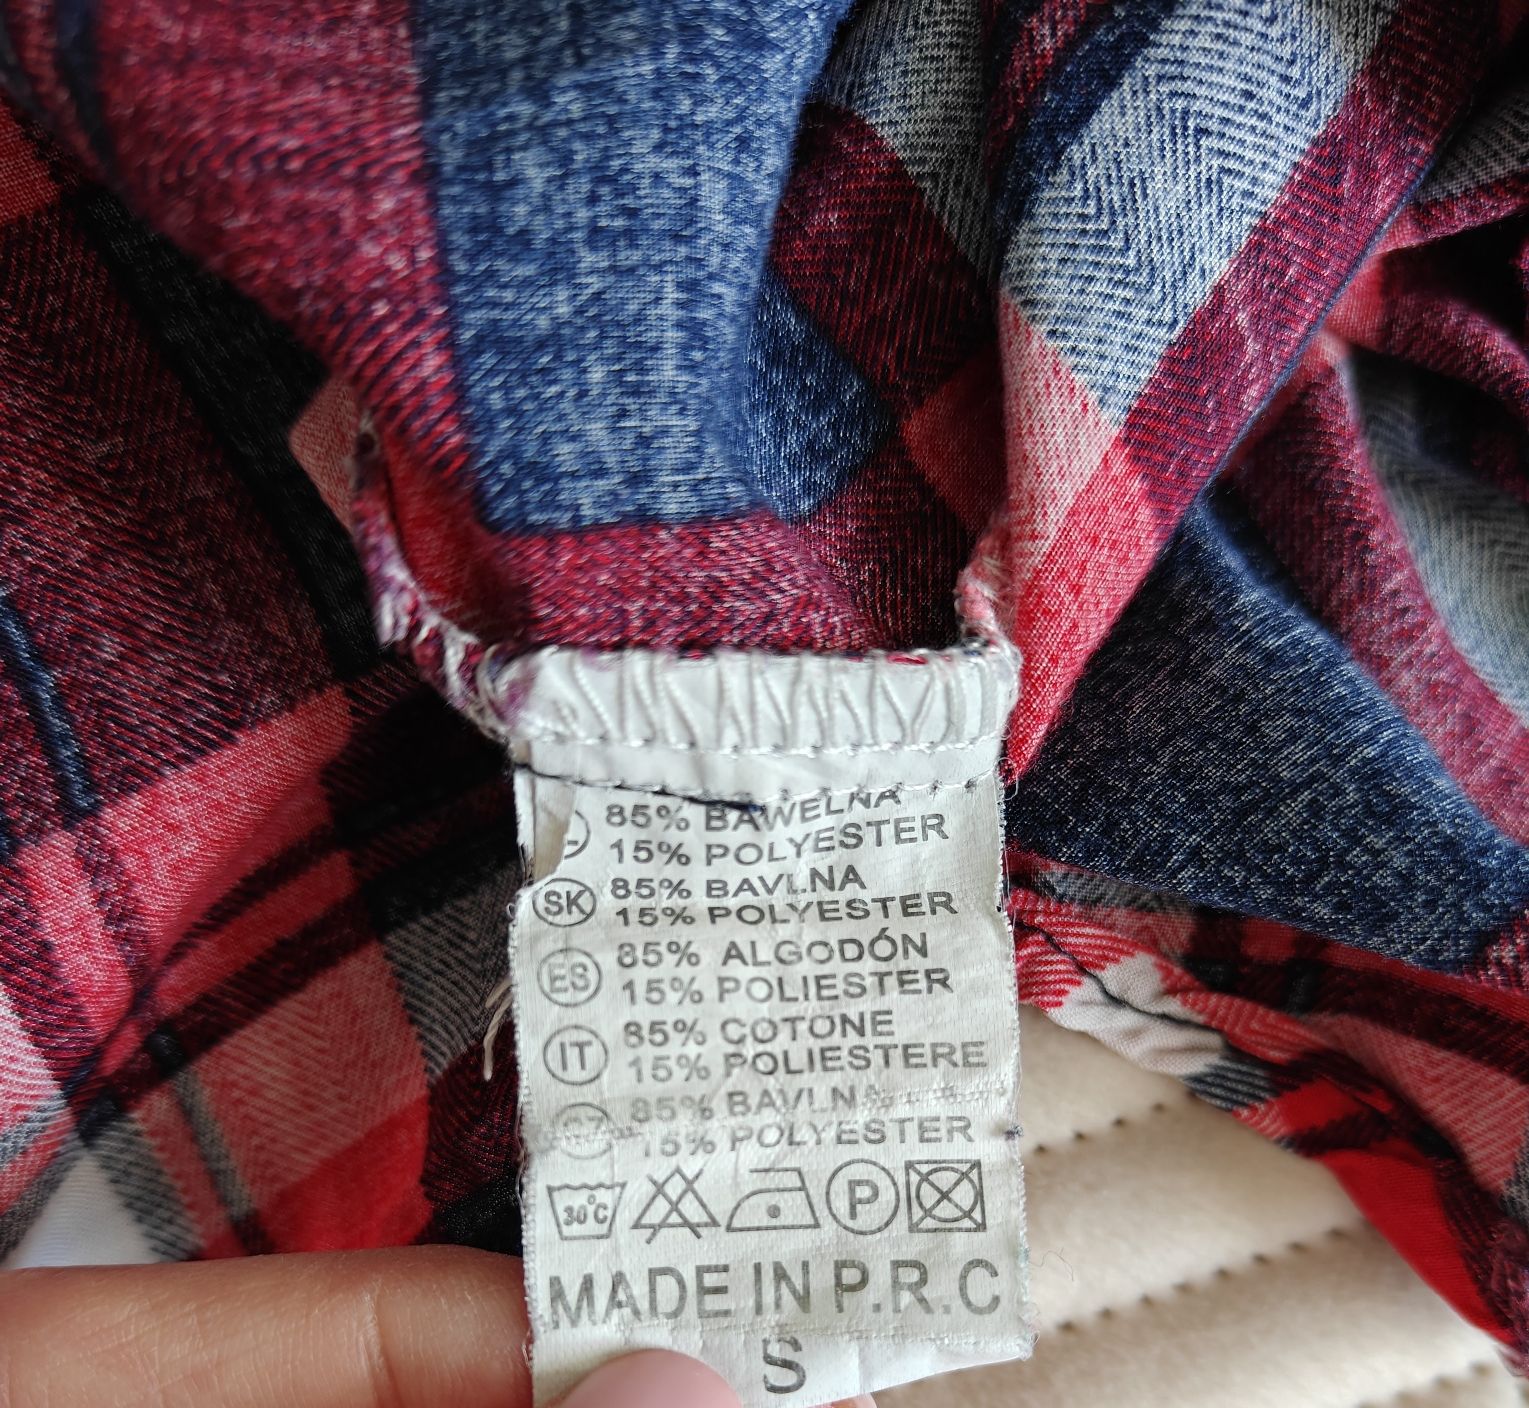 85% BAWELNA
15% POLYESTER
SK 85% BAVLNA
15% POLYESTER
ES 85% ALGODÓN
15% POLIESTER
IT 85% COTONE
15% POLIESTERE
CZ 85% BAVLNA
15% POLYESTER
30°C P
MADE IN P.R.C
S